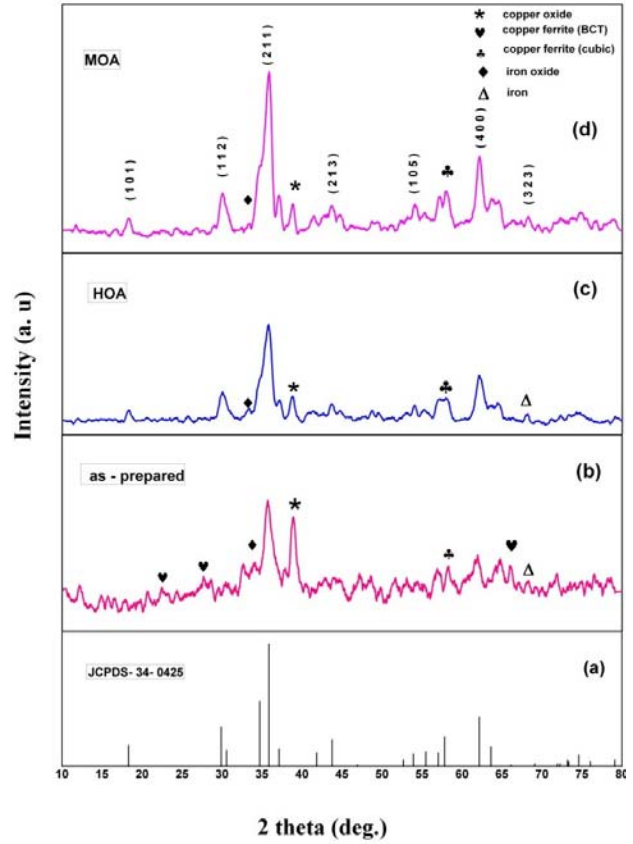 * copper oxide
♥ copper ferrite (BCT)
♣ copper ferrite (cubic)
♦ iron oxide
Δ iron
MOA
(d)
(101)
(112)
♦
(211)
*
(213)
(105)
♣
(400)
(323)
HOA
(c)
♦
*
♣
Δ
as - prepared
(b)
♥
♥
♦
*
♣
♥
Δ
JCPDS- 34- 0425
(a)
10 15 20 25 30 35 40 45 50 55 60 65 70 75 80
2 theta (deg.)
Intensity (a. u)